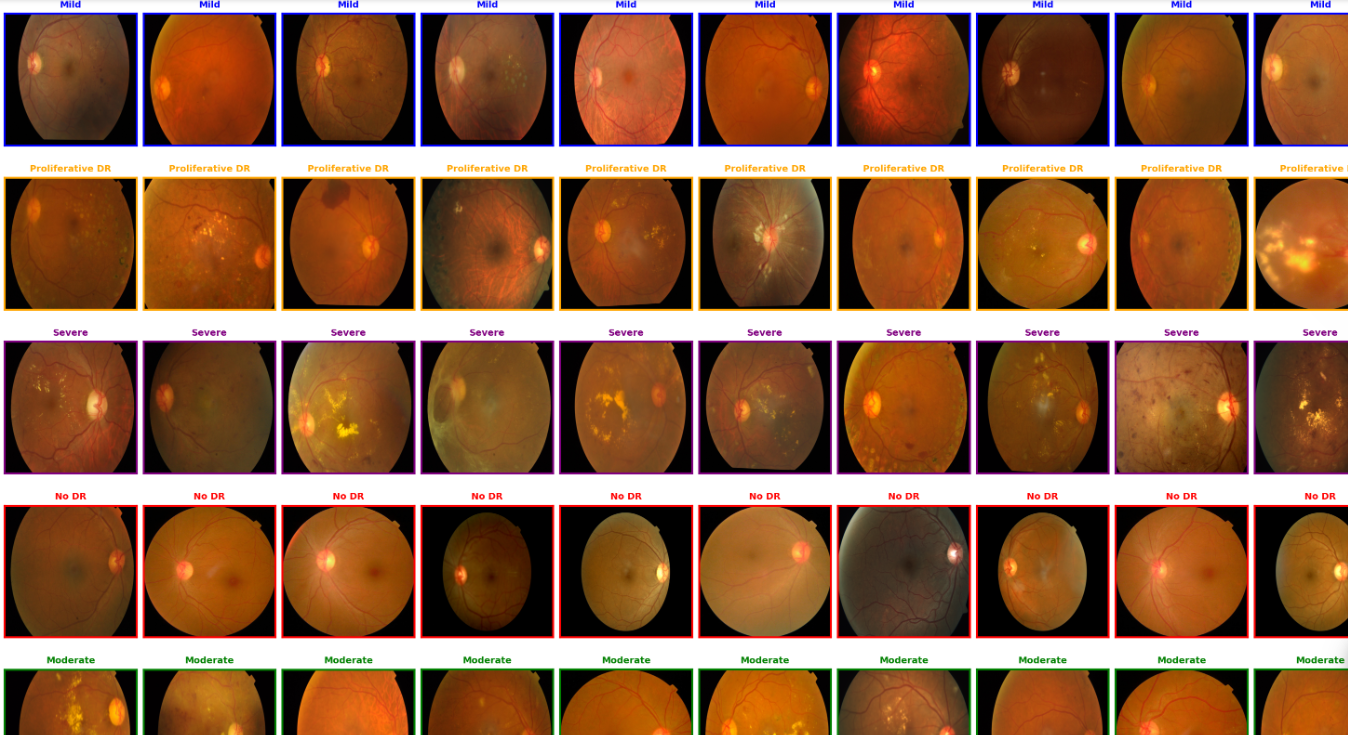 Mild Mild Mild Mild Mild Mild Mild Mild Mild Mild
Proliferative DR Proliferative DR Proliferative DR Proliferative DR Proliferative DR Proliferative DR Proliferative DR Proliferative DR Proliferative DR Proliferative
Severe Severe Severe Severe Severe Severe Severe Severe Severe Severe
No DR No DR No DR No DR No DR No DR No DR No DR No DR No DR
Moderate Moderate Moderate Moderate Moderate Moderate Moderate Moderate Moderate Moderate